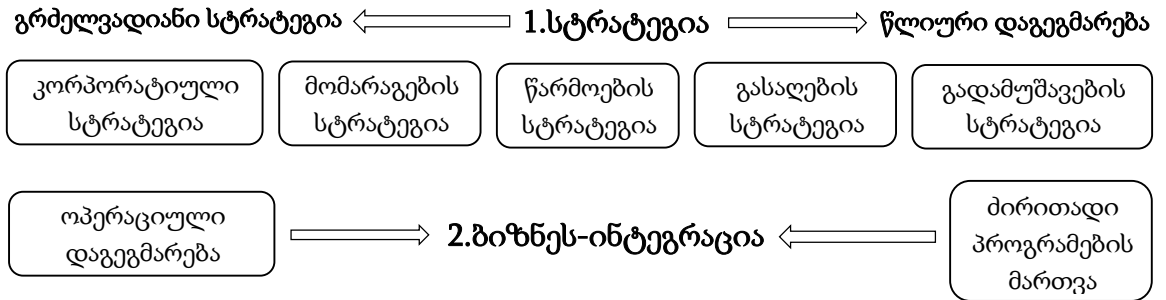 გრძელვადიანი სტრატეგია 1.სტრატეგია წლიური დაგეგმარება
კორპორატიული
სტრატეგია
მომარაგების
სტრატეგია
წარმოების
სტრატეგია
გასაღების
სტრატეგია
გადამუშავების
სტრატეგია
ოპერაციული
დაგეგმარება
2.ბიზნეს-ინტეგრაცია
ძირითადი
პროგრამების
მართვა